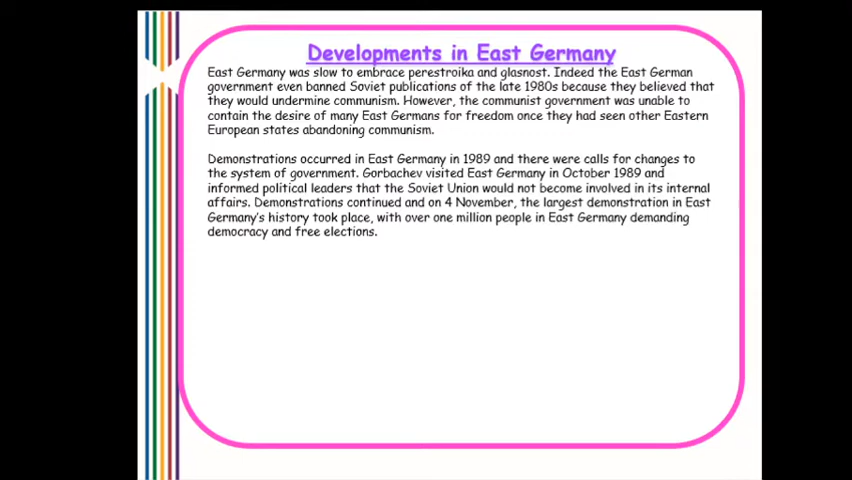 Developments in East Germany
East Germany was slow to embrace perestroika and glasnost. Indeed the East German
government even banned Soviet publications of the late 1980s because they believed that
they would undermine communism. However, the communist government was unable to
contain the desire of many East Germans for freedom once they had seen other Eastern
European states abandoning communism.
Demonstrations occurred in East Germany in 1989 and there were calls for changes to
the system of government. Gorbachev visited East Germany in October 1989 and
informed political leaders that the Soviet Union would not become involved in its internal
affairs. Demonstrations continued and on 4 November, the largest demonstration in East
Germany's history took place, with over one million people in East Germany demanding
democracy and free elections.